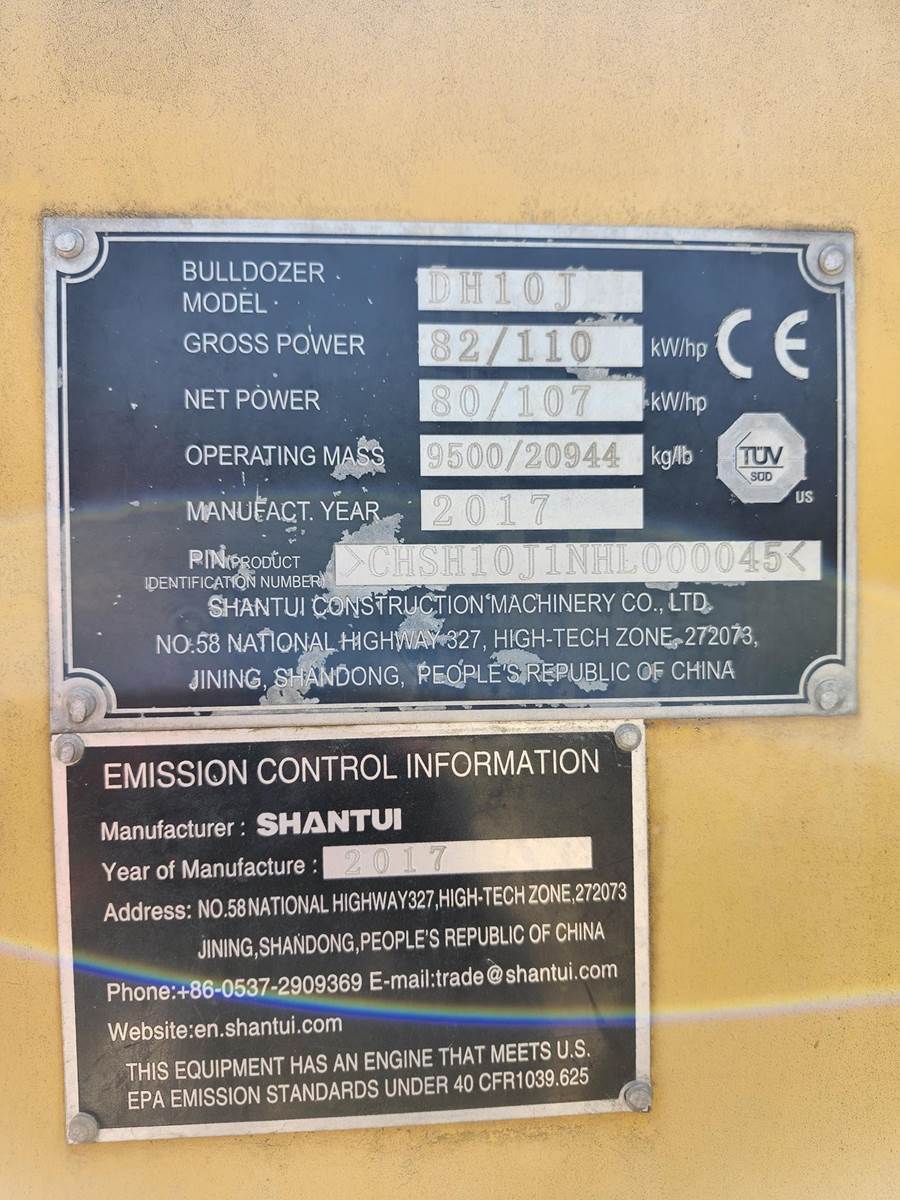 BULLDOZER MODEL DH10J
GROSS POWER 82/110 kW/hp
CE
NET POWER 80/107 kW/hp
OPERATING MASS 9500/20944 kg/lb
TÜV
SÜD
US
MANUFACT. YEAR 2017
PIN(PRODUCT
IDENTIFICATION NUMBER) >CHSH10J1NHL000045<
SHANTUI CONSTRUCTION MACHINERY CO., LTD.
NO.58 NATIONAL HIGHWAY 327, HIGH-TECH ZONE, 272073,
JINING, SHANDONG, PEOPLE'S REPUBLIC OF CHINA
EMISSION CONTROL INFORMATION
Manufacturer : SHANTUI
Year of Manufacture : 2017
Address: NO.58 NATIONAL HIGHWAY327,HIGH-TECH ZONE,272073
JINING,SHANDONG,PEOPLE'S REPUBLIC OF CHINA
Phone:+86-0537-2909369 E-mail:trade@shantui.com
Website:en.shantui.com
THIS EQUIPMENT HAS AN ENGINE THAT MEETS U.S.
EPA EMISSION STANDARDS UNDER 40 CFR1039.625